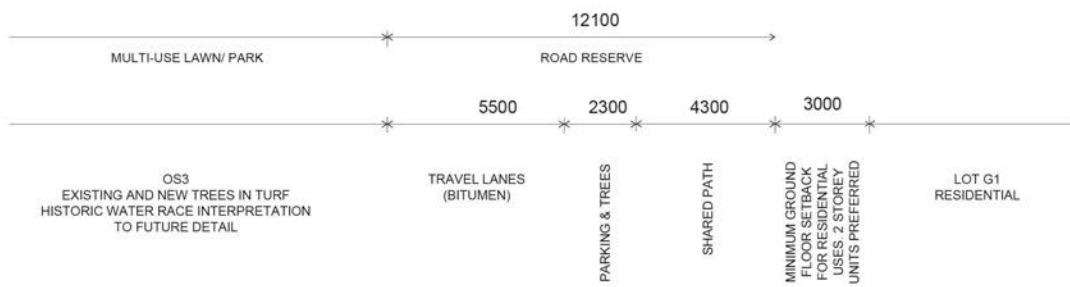 12100
MULTI-USE LAWN/ PARK
ROAD RESERVE
5500
2300
4300
3000
OS3
EXISTING AND NEW TREES IN TURF
HISTORIC WATER RACE INTERPRETATION
TO FUTURE DETAIL
TRAVEL LANES
(BITUMEN)
PARKING & TREES
SHARED PATH
MINIMUM GROUND
FLOOR SETBACK
FOR RESIDENTIAL
USES. 2 STOREY
UNITS PREFERRED
LOT G1
RESIDENTIAL